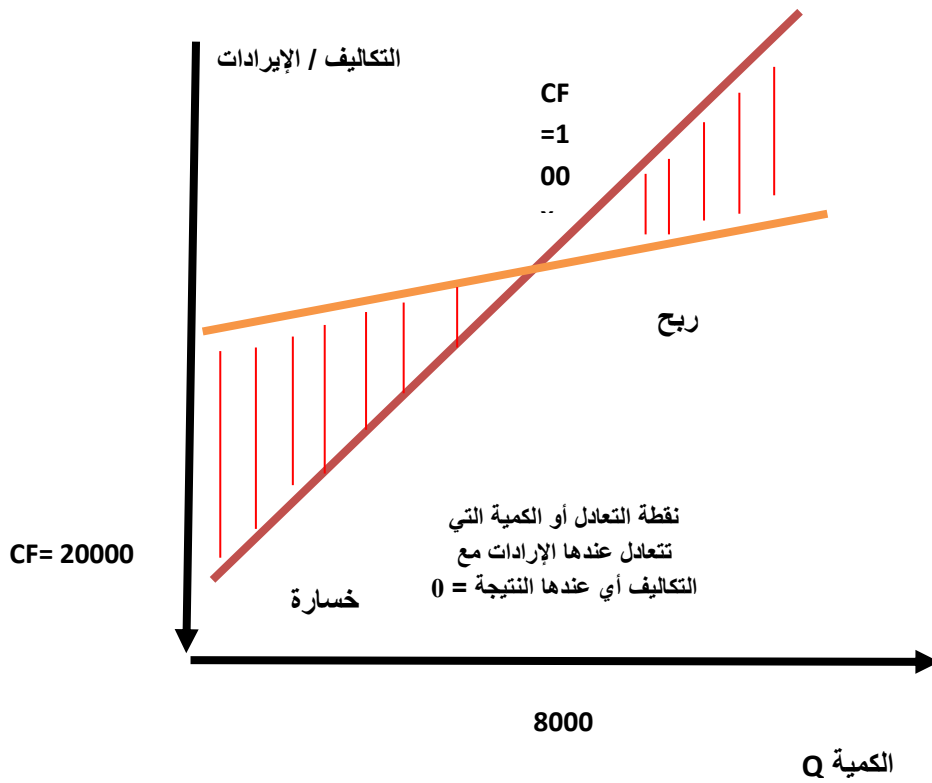 التكاليف / الإيرادات
CF
=1
00
ربح
نقطة التعادل أو الكمية التي
تتعادل عندها الإرادات مع
التكاليف أي عندها النتيجة = 0
CF= 20000
خسارة
8000
الكمية Q